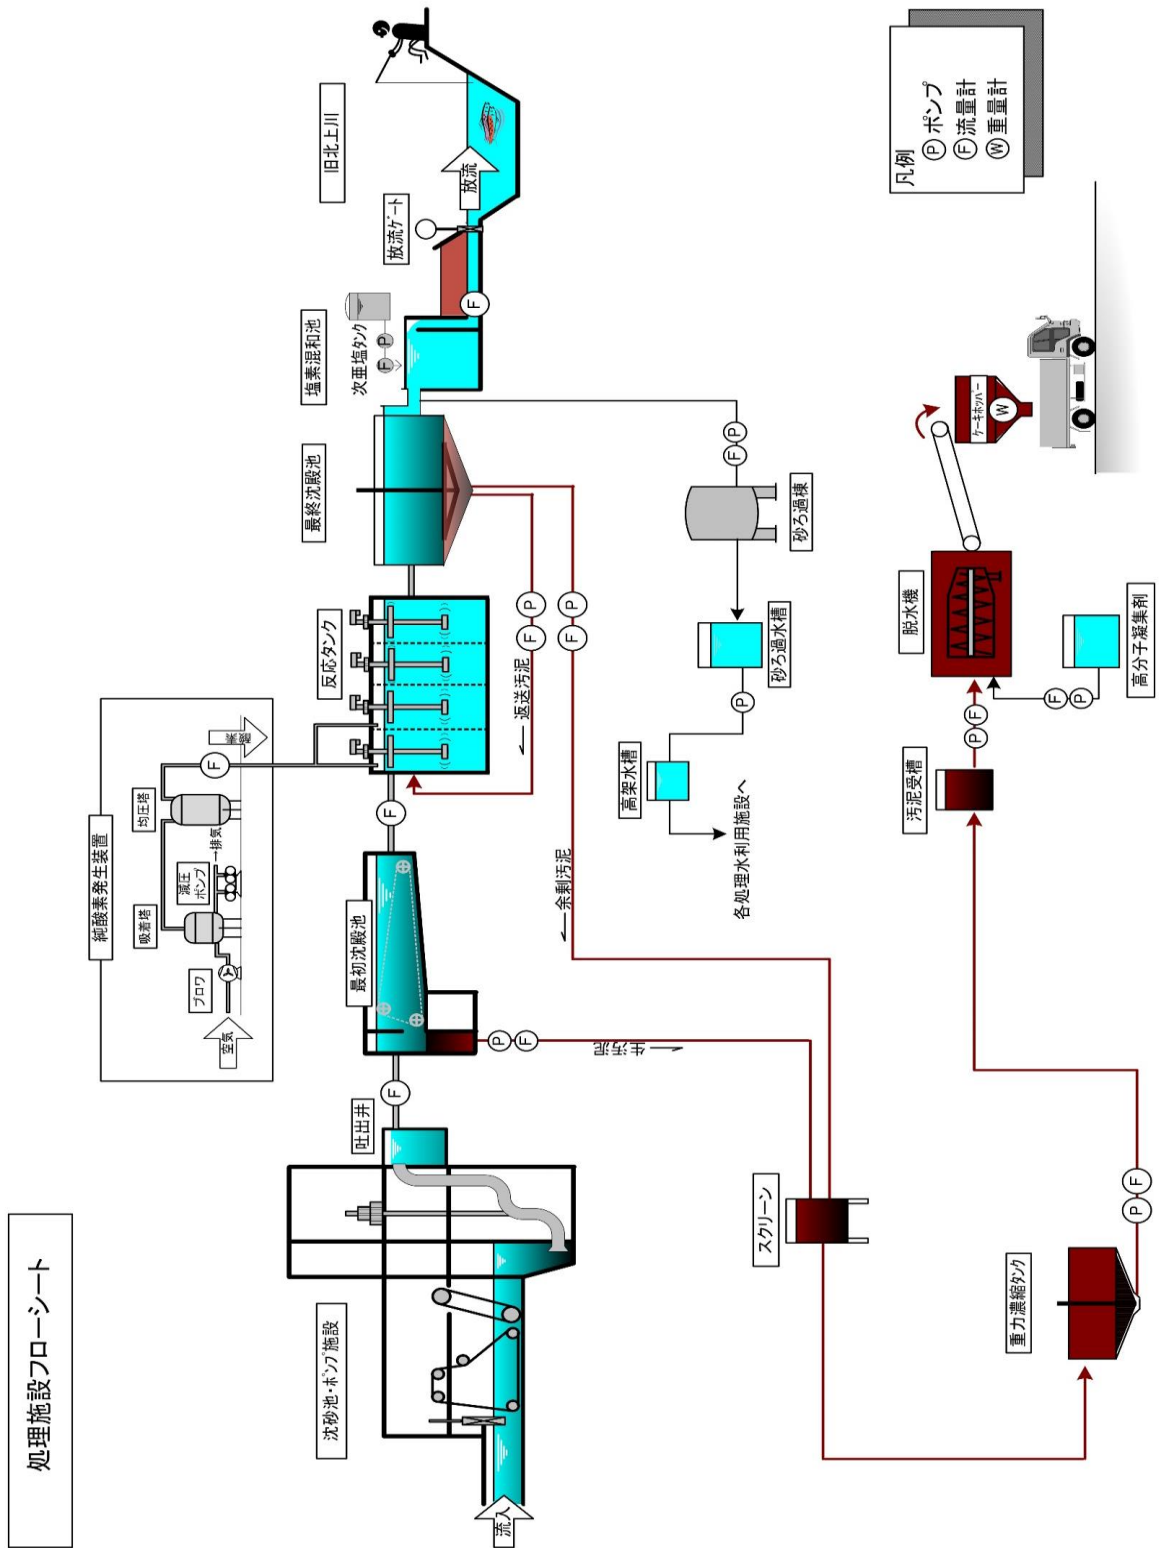 処理施設フローシート
純酸素発生装置
空気
ブロワ
吸着塔
減圧
ポンプ
→排気
均圧塔
F
酸素
流入
沈砂池・ポンプ施設
吐出井
F
最初沈殿池
F
反応タンク
最終沈殿池
塩素混和池
次亜塩タンク
F
P
F
放流ゲート
放流
旧北上川
P
F
生汚泥
返送汚泥
F
P
余剰汚泥
F
P
F
P
砂ろ過棟
砂ろ過水槽
P
高架水槽
各処理水利用施設へ
スクリーン
重力濃縮タンク
P
F
汚泥受槽
P
F
脱水機
高分子凝集剤
F
P
ケーキホッパー
W
凡例
P ポンプ
F 流量計
W 重量計